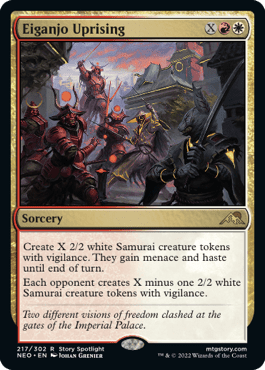 Eiganjo Uprising X
Sorcery
Create X 2/2 white Samurai creature tokens
with vigilance. They gain menace and haste
until end of turn.
Each opponent creates X minus one 2/2 white
Samurai creature tokens with vigilance.
Two different visions of freedom clashed at the
gates of the Imperial Palace.
217/302 R Story Spotlight mtgstory.com
NEO • EN Johan Grenier ™ & © 2022 Wizards of the Coast